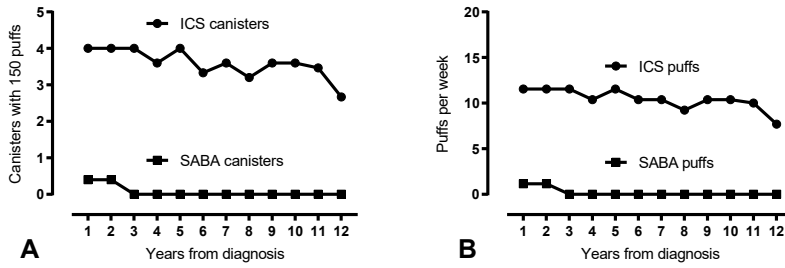 Canisters with 150 puffs
5
4
3
2
1
0
ICS canisters
SABA canisters
1 2 3 4 5 6 7 8 9 10 11 12
Years from diagnosis
A
Puffs per week
20
15
10
5
0
ICS puffs
SABA puffs
1 2 3 4 5 6 7 8 9 10 11 12
Years from diagnosis
B